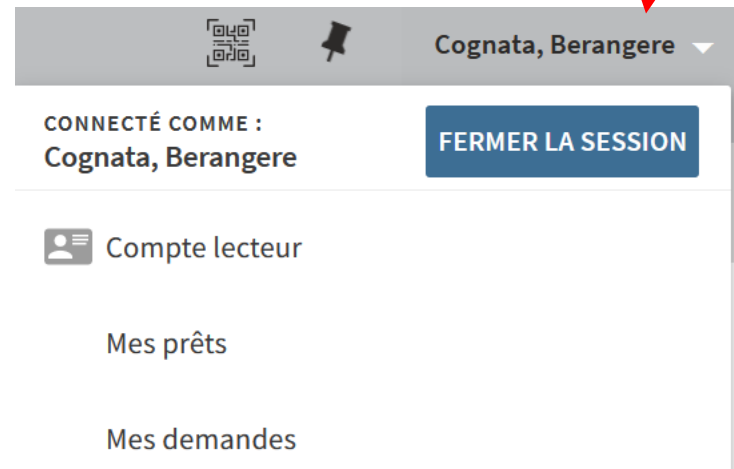 Cognata, Berangere
CONNECTÉ COMME :
Cognata, Berangere
FERMER LA SESSION
Compte lecteur
Mes prêts
Mes demandes